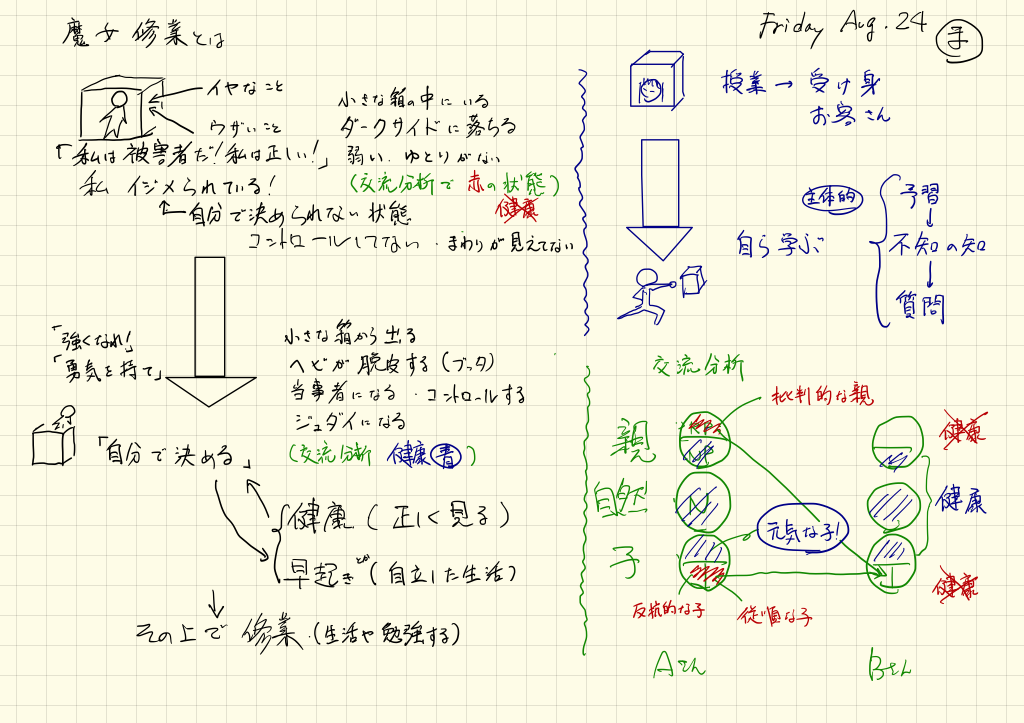 魔女修業とは
Friday Aug. 24
イヤなこと
ウザいこと
「私は被害者だ!私は正しい!」
私 イジメられている!
小さな箱の中にいる
ダークサイドに落ちる
弱い、ゆとりがない
(交流分析で 赤の状態)
健康
自分で決められない状態
コントロールしてない・まわりが見えてない
「強くなれ!」
「勇気を持て」
小さな箱から出る
ヘビが脱皮する(ブッタ)
当事者になる・コントロールする
ジェダイになる
(交流分析 健康 青)
「自分で決める」
健康(正しく見る)
早起きとか(自立した生活)
その上で 修業.(生活や勉強する)
授業→受け身
お客さん
自ら学ぶ
主体的
予習
↓
不知の知
↓
質問
交流分析
批判的な親
親
自然
子
元気な子!
反抗的な子
従順な子
健康
健康
健康
Aさん
Bさん